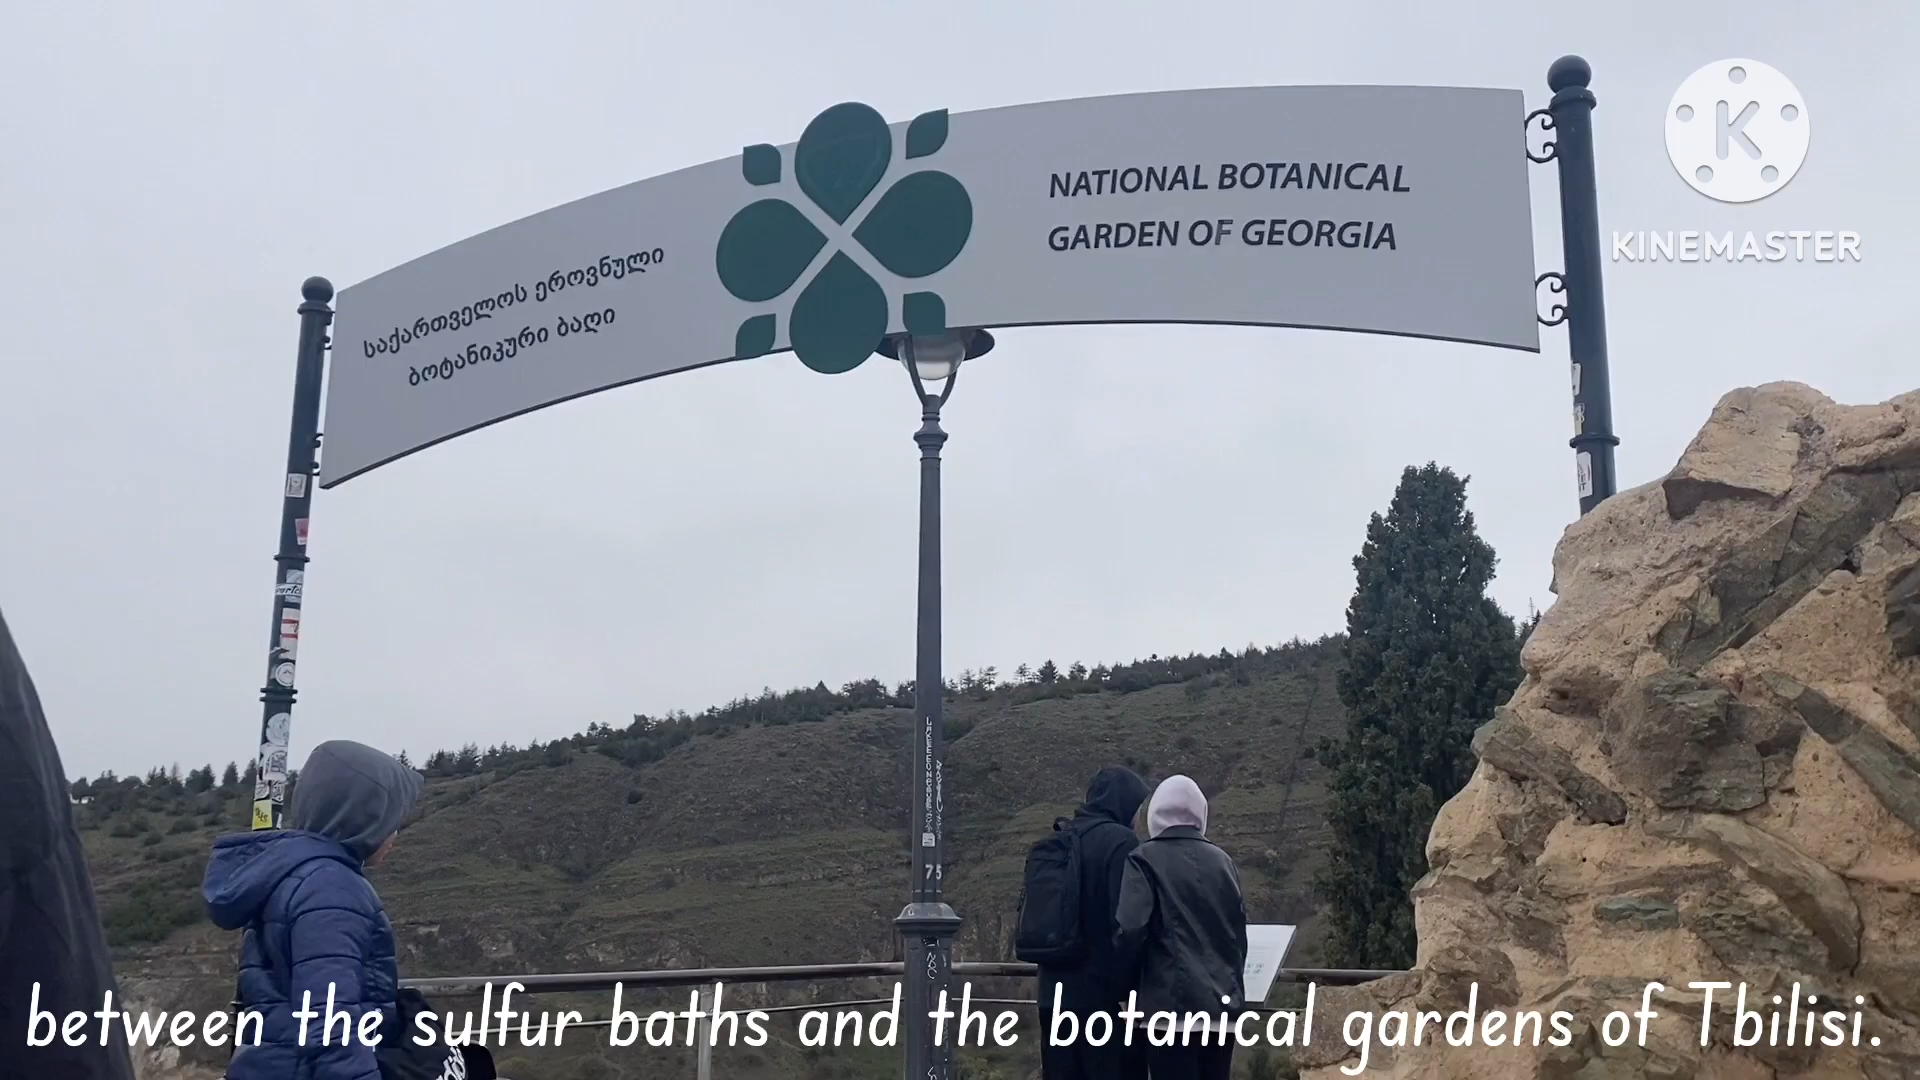 საქართველოს ეროვნული
ბოტანიკური ბაღი
NATIONAL BOTANICAL
GARDEN OF GEORGIA
K
KINEMASTER
75
between the sulfur baths and the botanical gardens of Tbilisi.